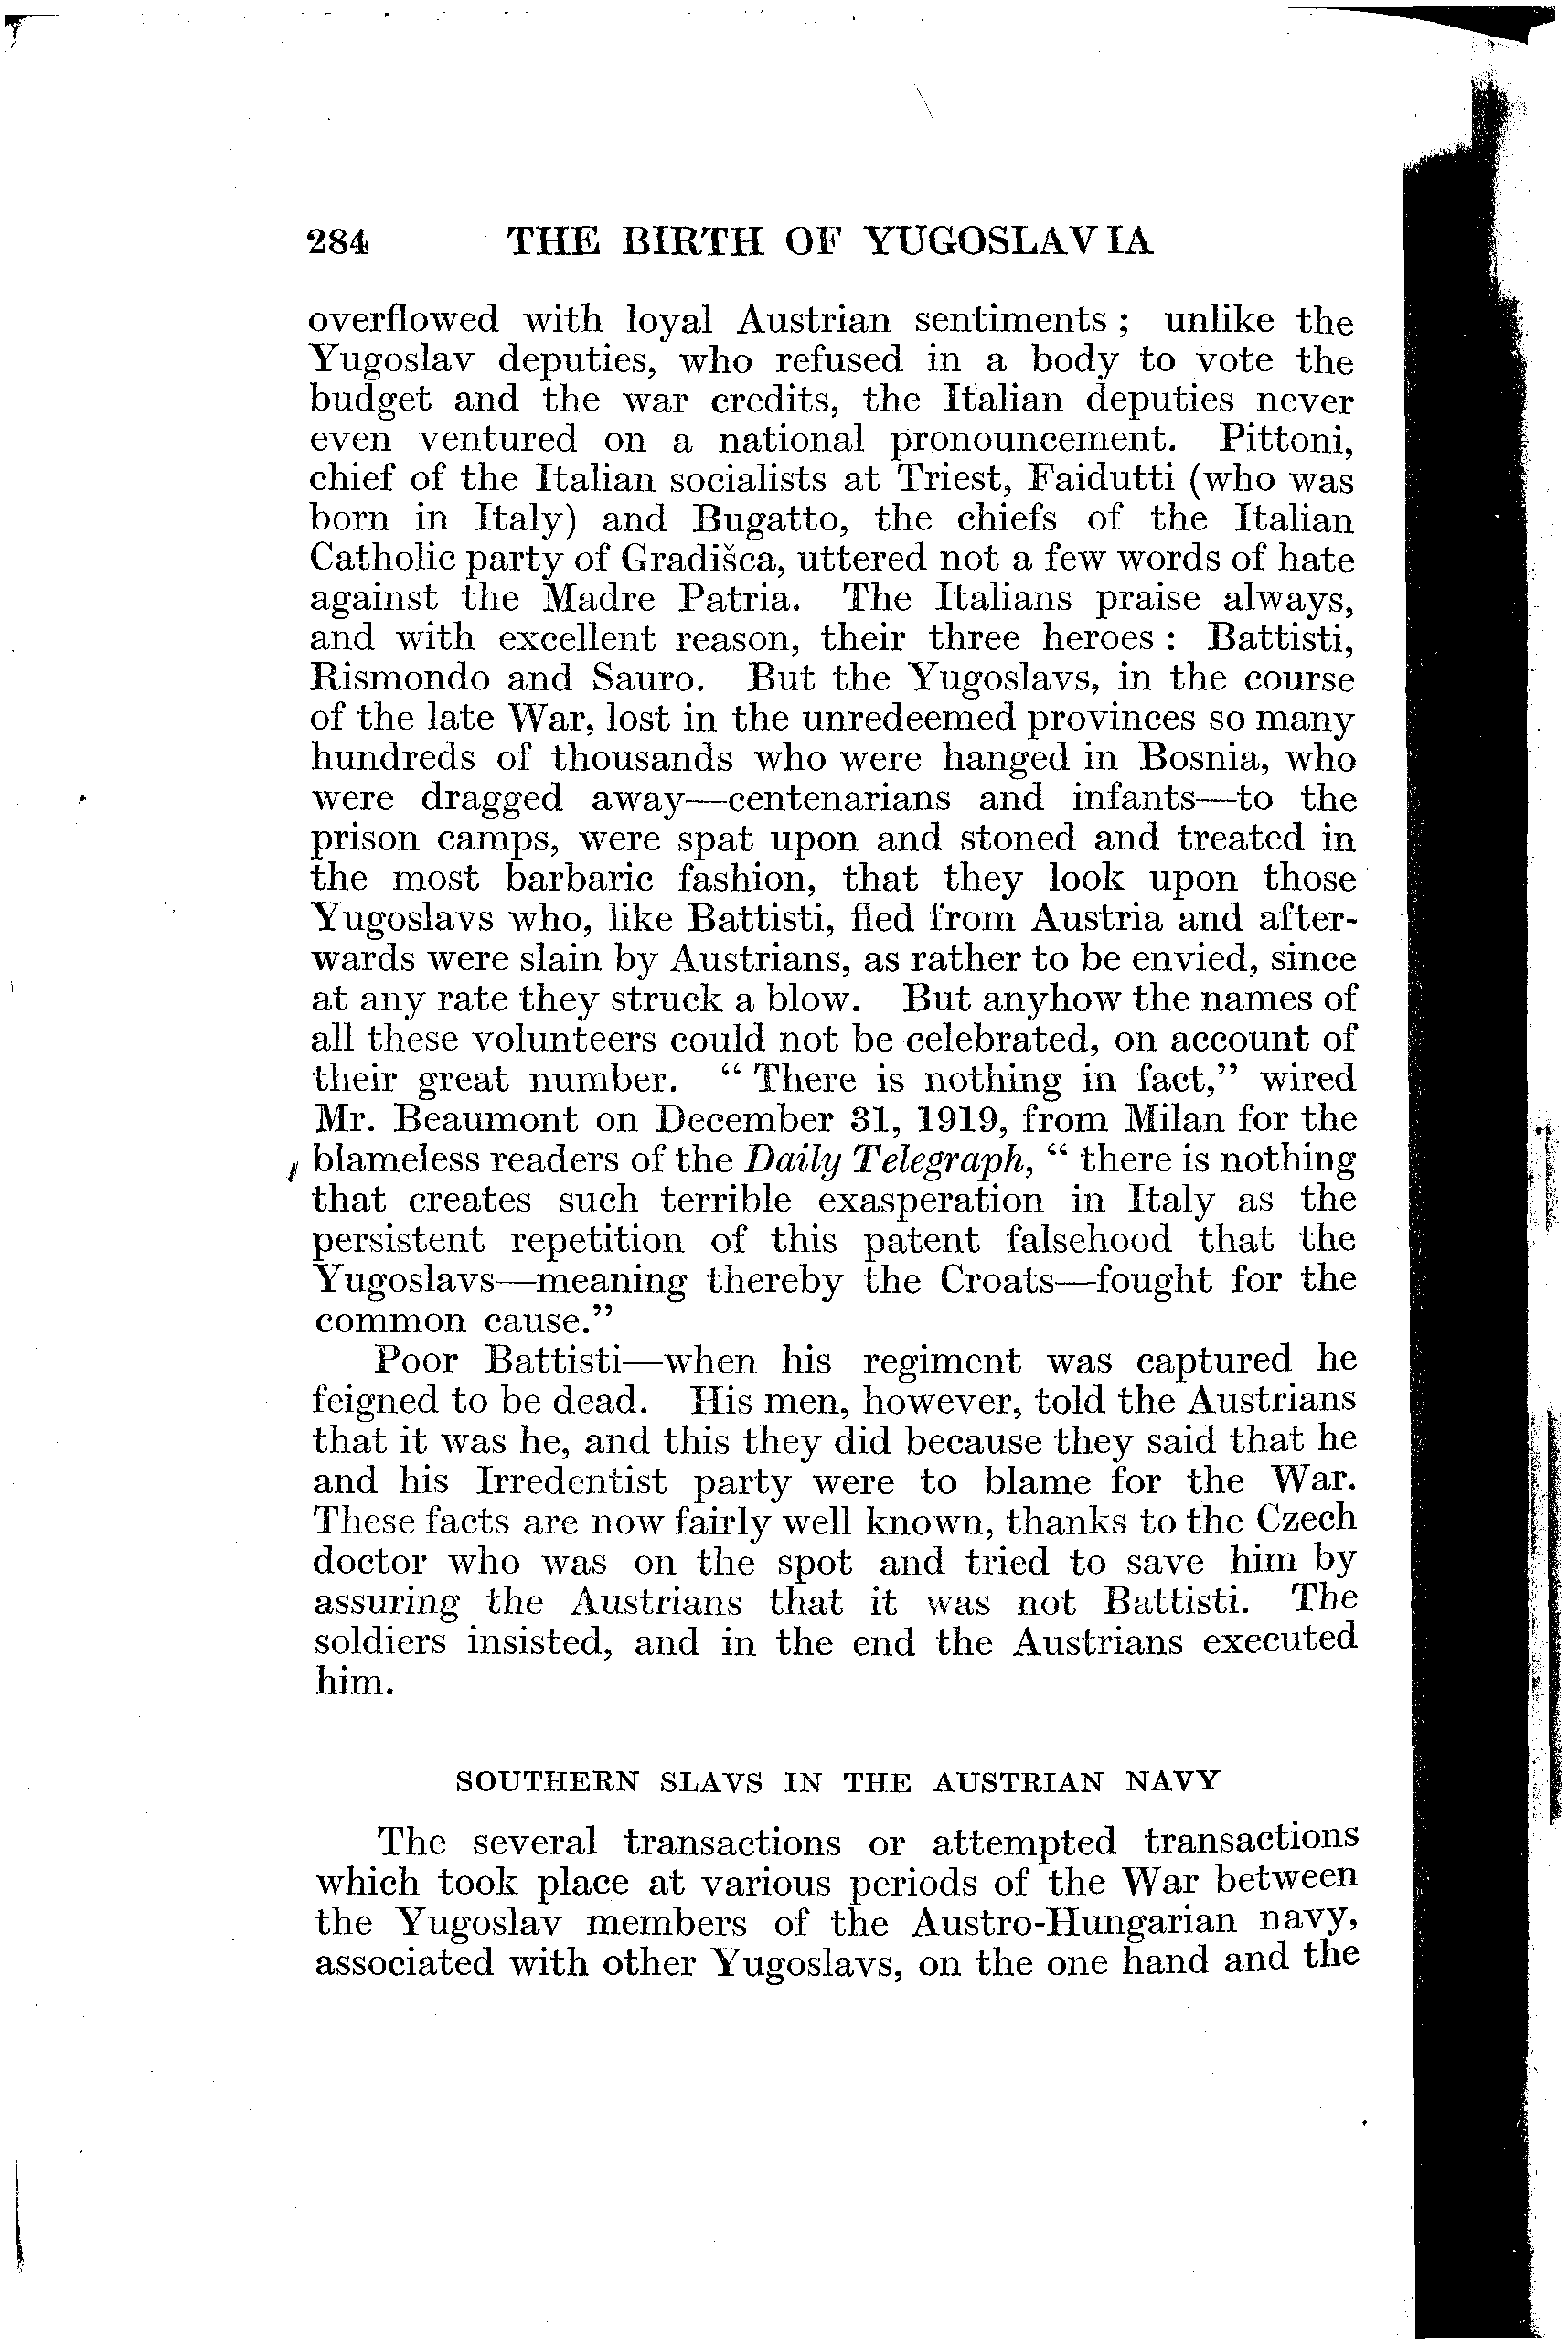 284 THE BIRTH OF YUGOSLAVIA
overflowed with loyal Austrian sentiments ; unlike the
Yugoslav deputies, who refused in a body to vote the
budget and the war credits, the Italian deputies never
even ventured on a national pronouncement. Pittoni,
chief of the Italian socialists at Triest, Faidutti (who was
born in Italy) and Bugatto, the chiefs of the Italian
Catholic party of Gradišca, uttered not a few words of hate
against the Madre Patria. The Italians praise always,
and with excellent reason, their three heroes : Battisti,
Rismondo and Sauro. But the Yugoslavs, in the course
of the late War, lost in the unredeemed provinces so many
hundreds of thousands who were hanged in Bosnia, who
were dragged away—centenarians and infants—to the
prison camps, were spat upon and stoned and treated in
the most barbaric fashion, that they look upon those
Yugoslavs who, like Battisti, fled from Austria and after-
wards were slain by Austrians, as rather to be envied, since
at any rate they struck a blow. But anyhow the names of
all these volunteers could not be celebrated, on account of
their great number. “ There is nothing in fact,” wired
Mr. Beaumont on December 31, 1919, from Milan for the
blameless readers of the Daily Telegraph, “ there is nothing
that creates such terrible exasperation in Italy as the
persistent repetition of this patent falsehood that the
Yugoslavs—meaning thereby the Croats—fought for the
common cause.”
Poor Battisti—when his regiment was captured he
feigned to be dead. His men, however, told the Austrians
that it was he, and this they did because they said that he
and his Irredentist party were to blame for the War.
These facts are now fairly well known, thanks to the Czech
doctor who was on the spot and tried to save him by
assuring the Austrians that it was not Battisti. The
soldiers insisted, and in the end the Austrians executed
him.
SOUTHERN SLAVS IN THE AUSTRIAN NAVY
The several transactions or attempted transactions
which took place at various periods of the War between
the Yugoslav members of the Austro-Hungarian navy,
associated with other Yugoslavs, on the one hand and the